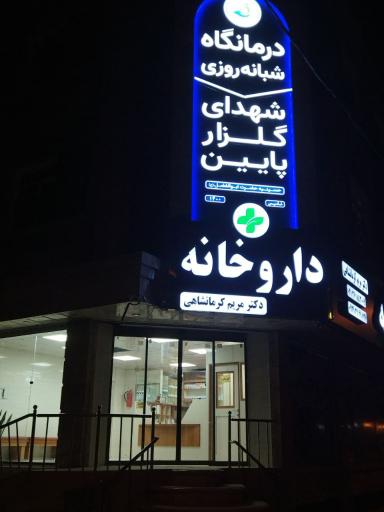 درمانگاه
شبانه‌روزی
شهدای
گلزار
پایین
داروخانه
دکتر مریم کرمانشاهی